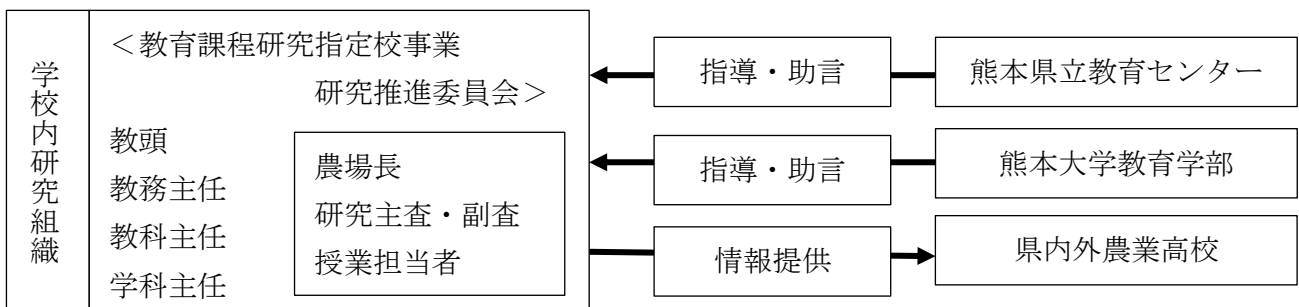 学校内研究組織
＜教育課程研究指定校事業
研究推進委員会＞
教頭
教務主任
教科主任
学科主任
農場長
研究主査・副査
授業担当者
指導・助言
熊本県立教育センター
指導・助言
熊本大学教育学部
情報提供
県内外農業高校